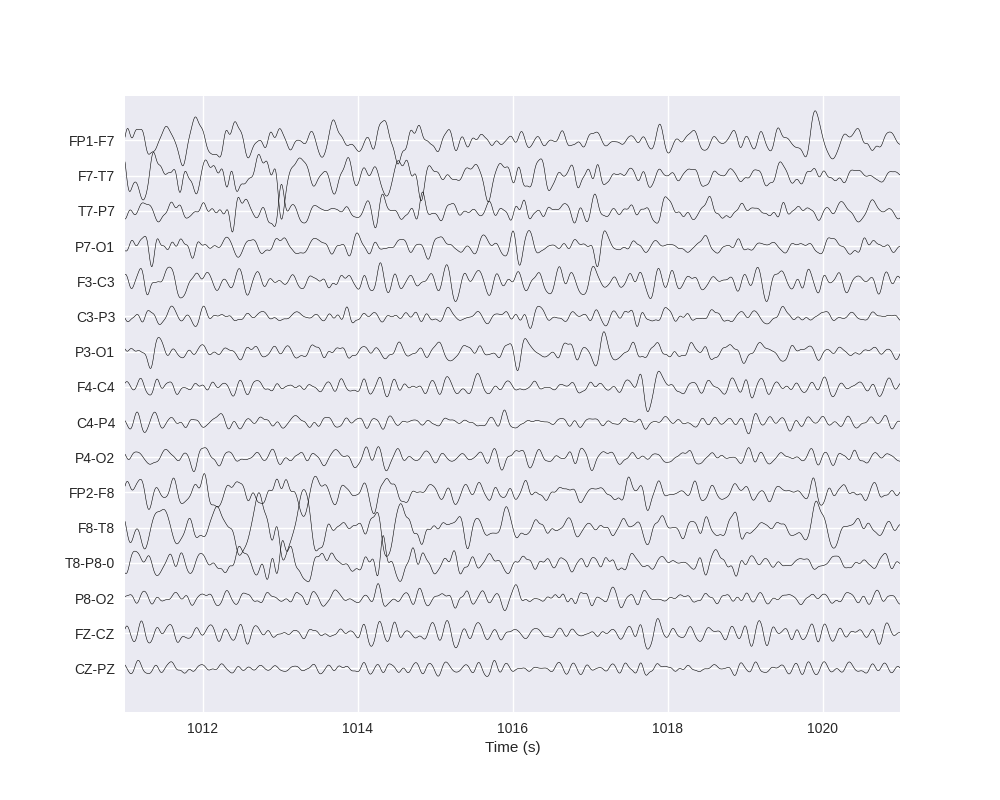 FP1-F7
F7-T7
T7-P7
P7-O1
F3-C3
C3-P3
P3-O1
F4-C4
C4-P4
P4-O2
FP2-F8
F8-T8
T8-P8-0
P8-O2
FZ-CZ
CZ-PZ
1012 1014 1016 1018 1020
Time (s)